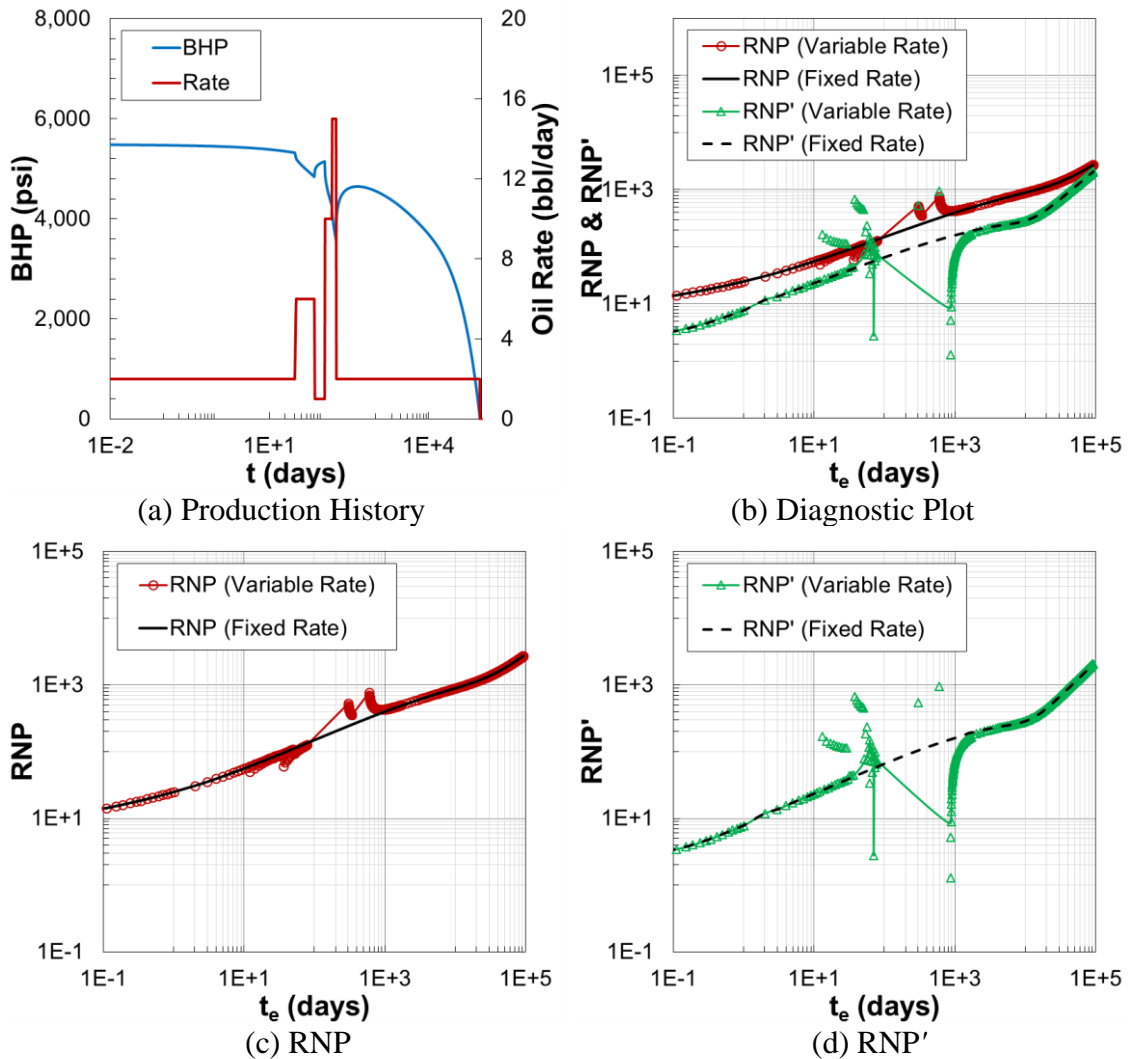 8,000
6,000
4,000
2,000
0
BHP (psi)
BHP
Rate
20
16
12
8
4
0
Oil Rate (bbl/day)
1E-2
1E+1
1E+4
t (days)
(a) Production History
1E+5
1E+3
1E+1
1E-1
RNP & RNP'
RNP (Variable Rate)
RNP (Fixed Rate)
RNP' (Variable Rate)
RNP' (Fixed Rate)
1E-1
1E+1
1E+3
1E+5
te (days)
(b) Diagnostic Plot
1E+5
1E+3
1E+1
1E-1
RNP
RNP (Variable Rate)
RNP (Fixed Rate)
1E-1
1E+1
1E+3
1E+5
te (days)
(c) RNP
1E+5
1E+3
1E+1
1E-1
RNP'
RNP' (Variable Rate)
RNP' (Fixed Rate)
1E-1
1E+1
1E+3
1E+5
te (days)
(d) RNP′